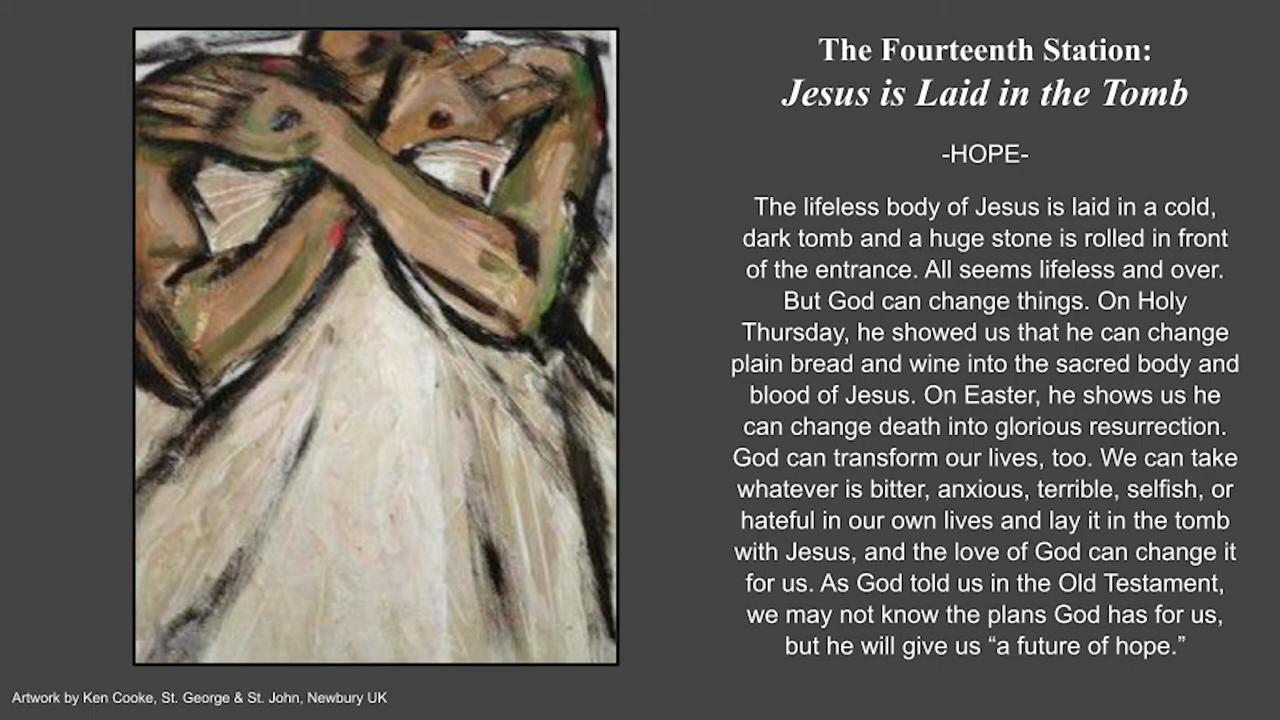 The Fourteenth Station:
Jesus is Laid in the Tomb
-HOPE-
The lifeless body of Jesus is laid in a cold,
dark tomb and a huge stone is rolled in front
of the entrance. All seems lifeless and over.
But God can change things. On Holy
Thursday, he showed us that he can change
plain bread and wine into the sacred body and
blood of Jesus. On Easter, he shows us he
can change death into glorious resurrection.
God can transform our lives, too. We can take
whatever is bitter, anxious, terrible, selfish, or
hateful in our own lives and lay it in the tomb
with Jesus, and the love of God can change it
for us. As God told us in the Old Testament,
we may not know the plans God has for us,
but he will give us “a future of hope.”
Artwork by Ken Cooke, St. George & St. John, Newbury UK